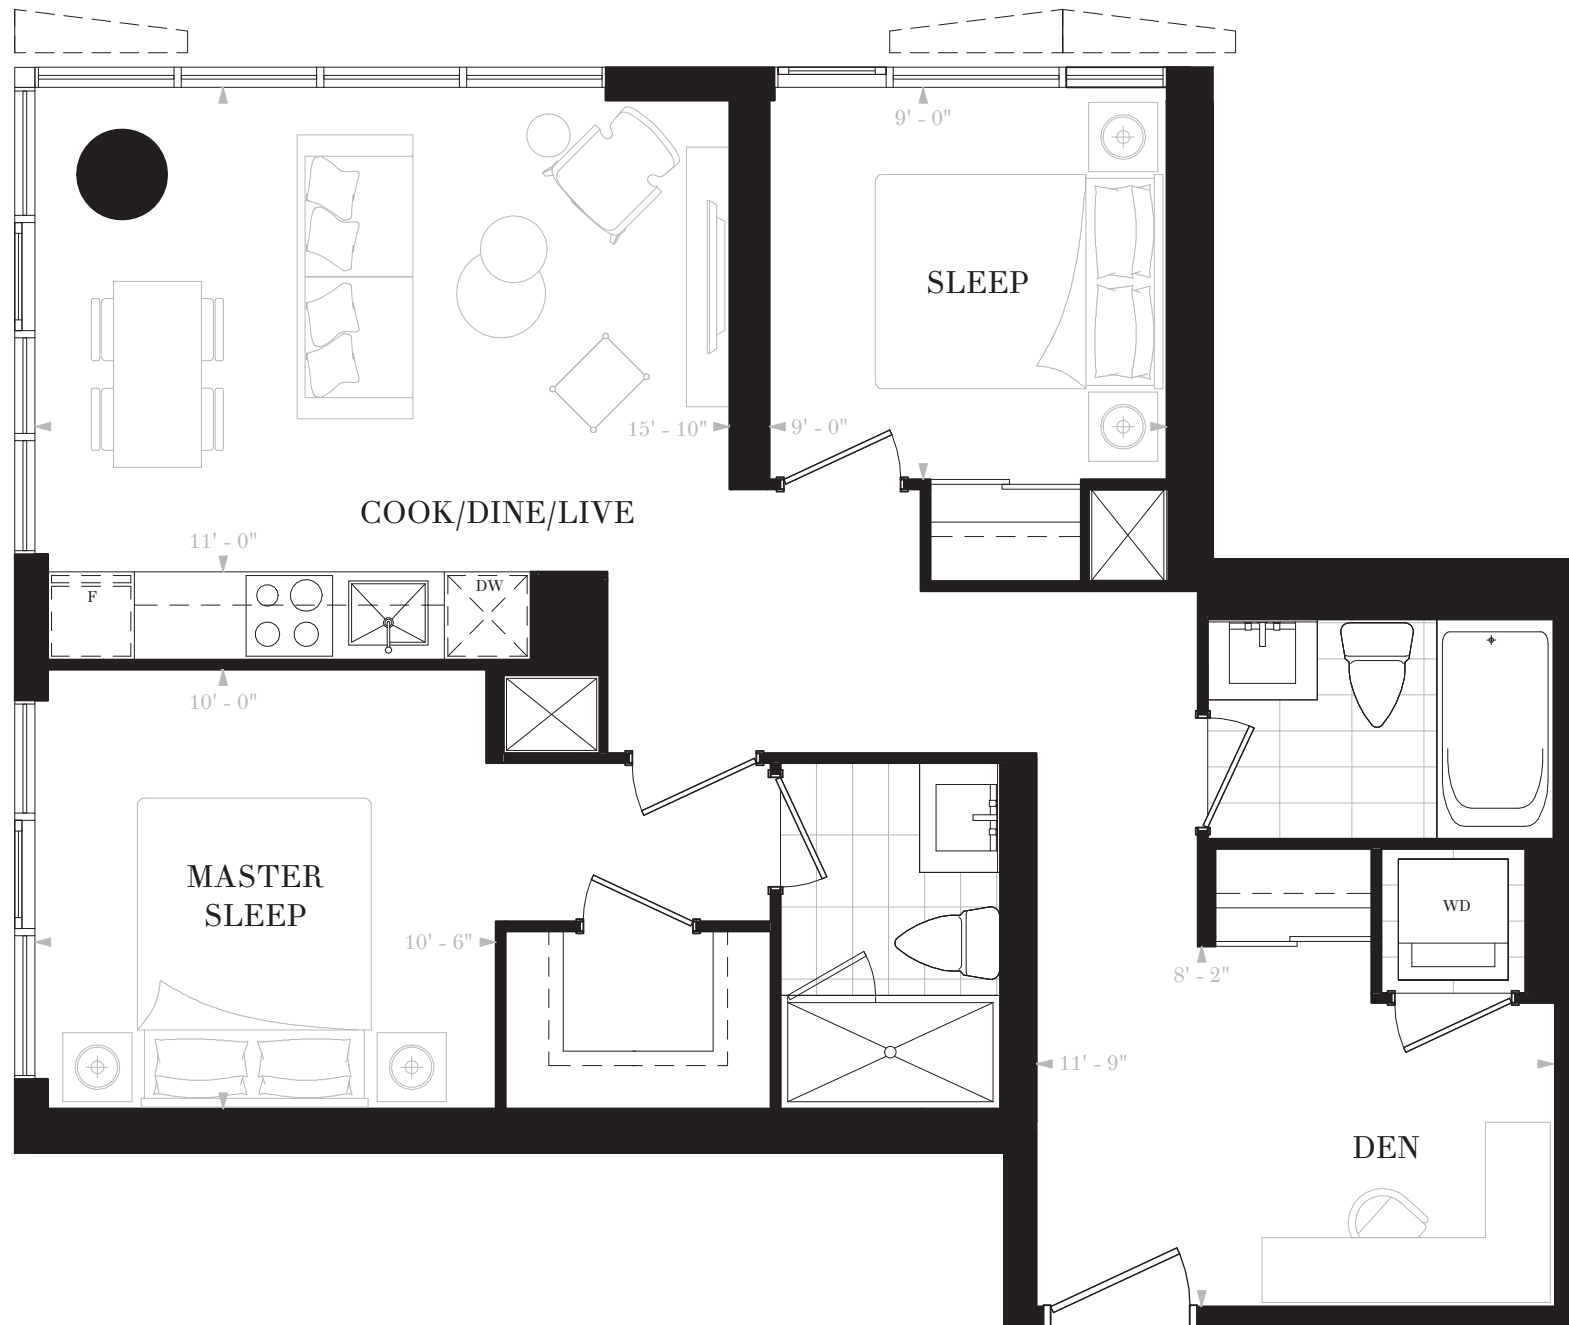 9' - 0"
SLEEP
15' - 10"
9' - 0"
COOK/DINE/LIVE
11' - 0"
F
DW
10' - 0"
MASTER
SLEEP
WD
10' - 6"
8' - 2"
11' - 9"
DEN